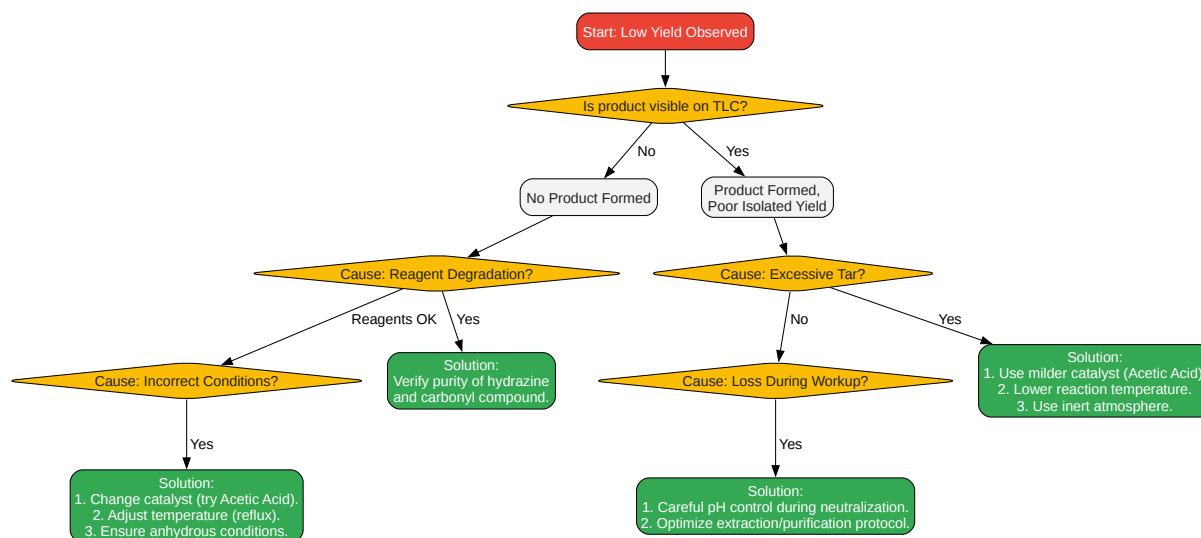 Start: Low Yield Observed
Is product visible on TLC?
No
Yes
No Product Formed
Product Formed,
Poor Isolated Yield
Cause: Reagent Degradation?
Cause: Excessive Tar?
Reagents OK
Yes
No
Yes
Cause: Incorrect Conditions?
Solution:
Verify purity of hydrazine
and carbonyl compound.
Cause: Loss During Workup?
Solution:
1. Use milder catalyst (Acetic Acid)
2. Lower reaction temperature.
3. Use inert atmosphere.
Yes
Yes
Solution:
1. Change catalyst (try Acetic Acid).
2. Adjust temperature (reflux).
3. Ensure anhydrous conditions.
Solution:
1. Careful pH control during neutralization.
2. Optimize extraction/purification protocol.